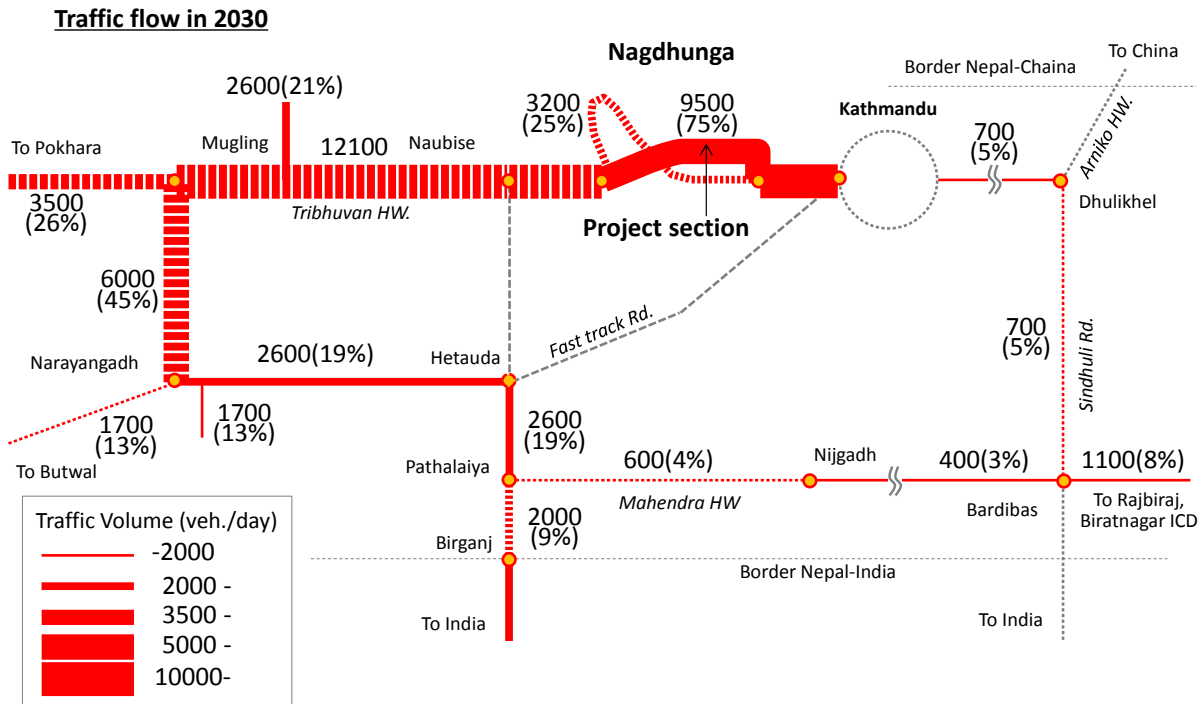 Traffic flow in 2030
Nagdhunga
To China
Border Nepal-Chaina
2600(21%)
3200
(25%)
9500
(75%)
Kathmandu
Arniko HW.
To Pokhara
Mugling
12100
Naubise
700
(5%)
3500
(26%)
Tribhuvan HW.
Project section
Dhulikhel
6000
(45%)
Fast track Rd.
700
(5%)
Sindhuli Rd.
Narayangadh
2600(19%)
Hetauda
1700
(13%)
1700
(13%)
2600
(19%)
To Butwal
Pathalaiya
600(4%)
Nijgadh
400(3%)
1100(8%)
Mahendra HW
Bardibas
To Rajbiraj,
Biratnagar ICD
2000
(9%)
Birganj
Border Nepal-India
To India
To India
Traffic Volume (veh./day)
-2000
2000 -
3500 -
5000 -
10000-